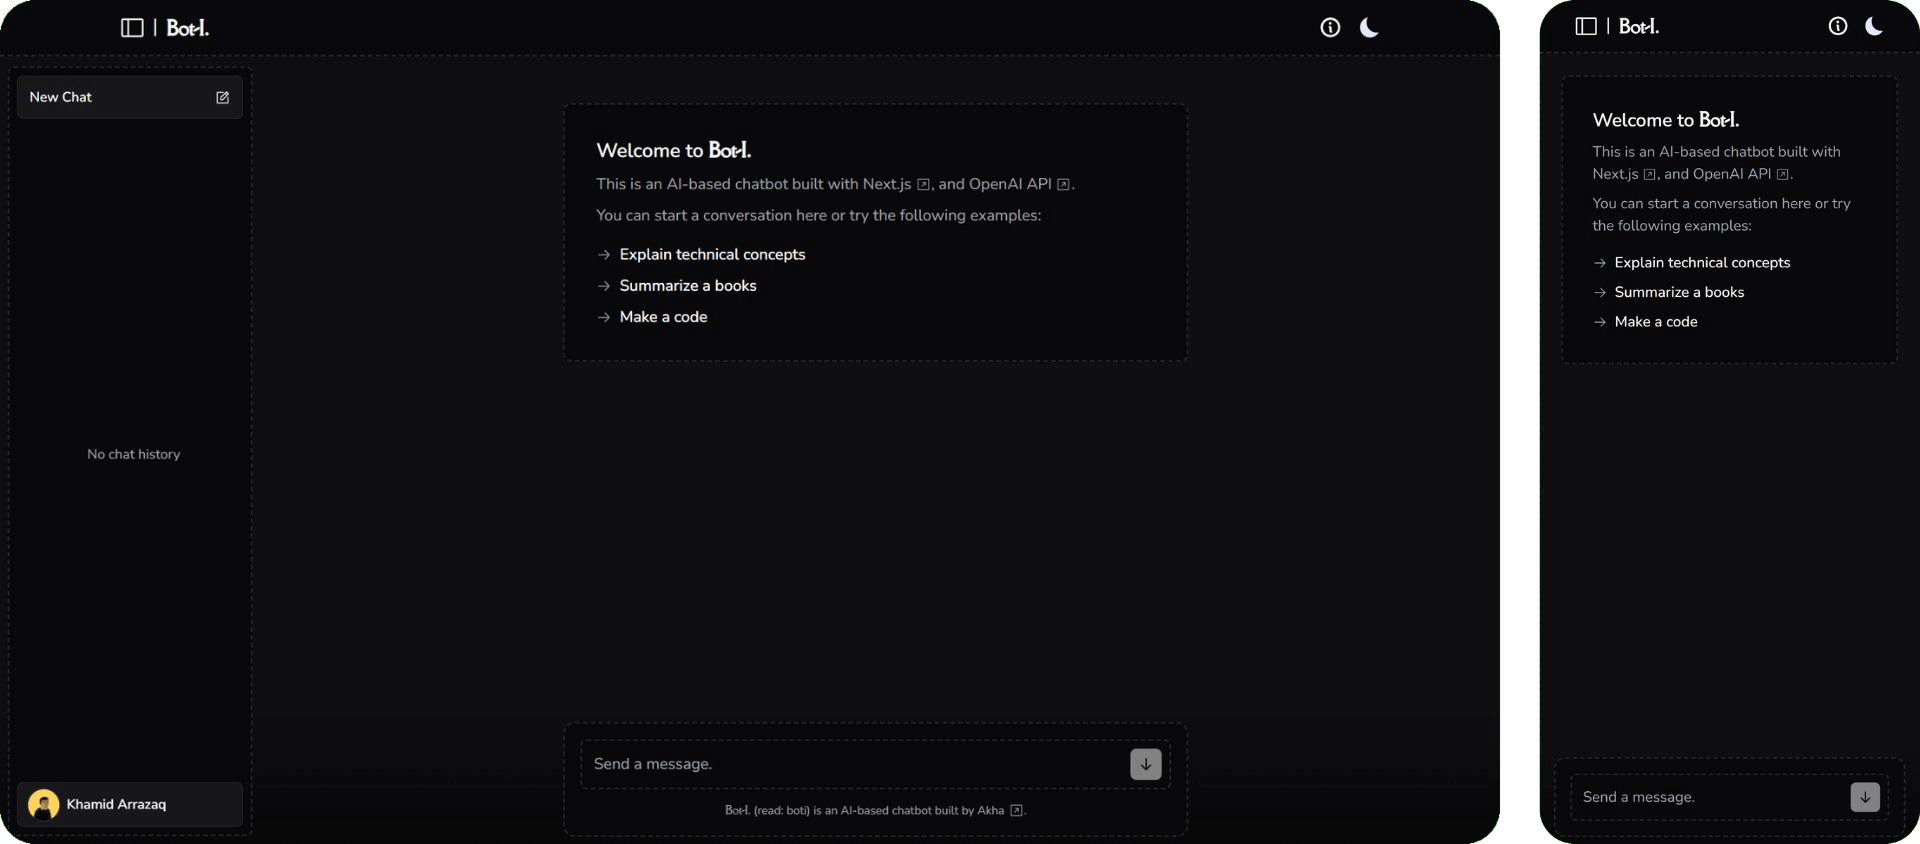 Bot-I.
New Chat
No chat history
Khamid Arrazaq
Welcome to Bot-I.
This is an AI-based chatbot built with Next.js, and OpenAI API.
You can start a conversation here or try the following examples:
Explain technical concepts
Summarize a books
Make a code
Send a message.
Bot-I. (read: boti) is an AI-based chatbot built by Akha.
Bot-I.
Welcome to Bot-I.
This is an AI-based chatbot built with
Next.js, and OpenAI API.
You can start a conversation here or try
the following examples:
Explain technical concepts
Summarize a books
Make a code
Send a message.